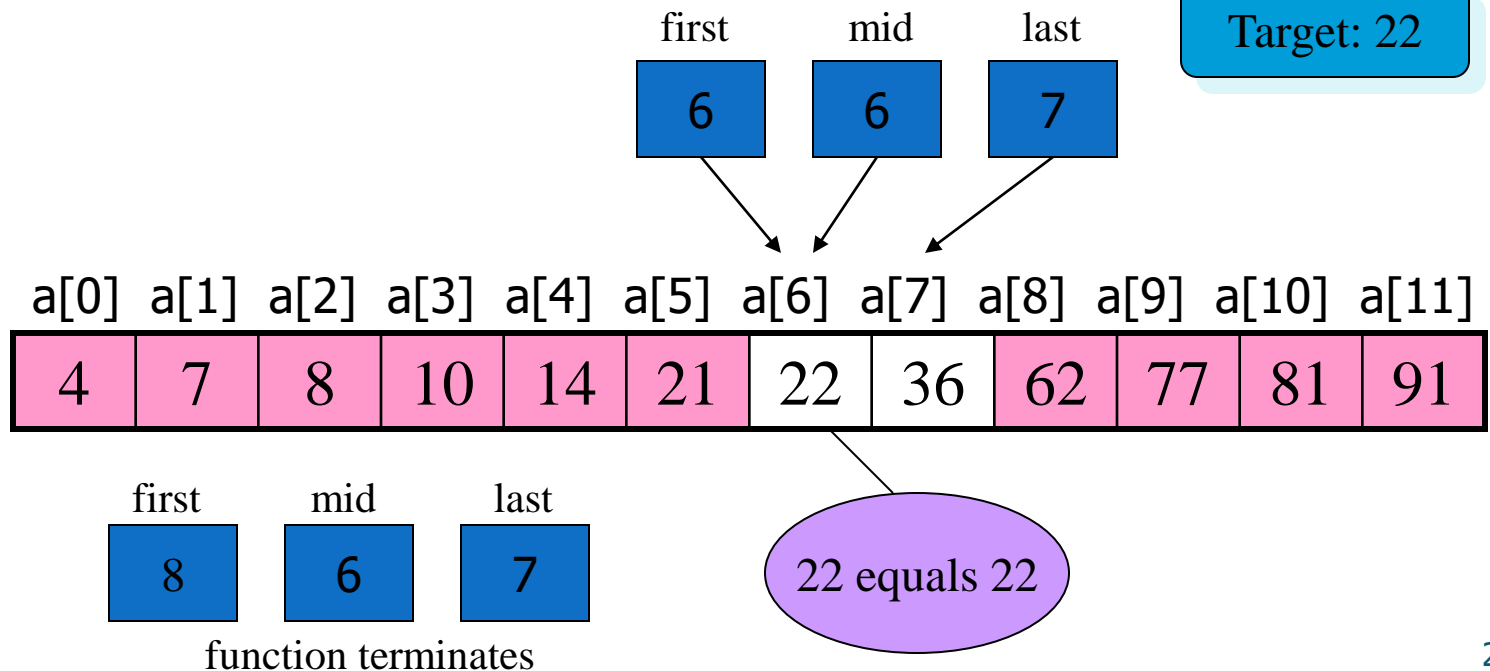 first mid last
Target: 22
6 6 7
a[0] a[1] a[2] a[3] a[4] a[5] a[6] a[7] a[8] a[9] a[10] a[11]
4 7 8 10 14 21 22 36 62 77 81 91
first mid last
8 6 7
22 equals 22
function terminates